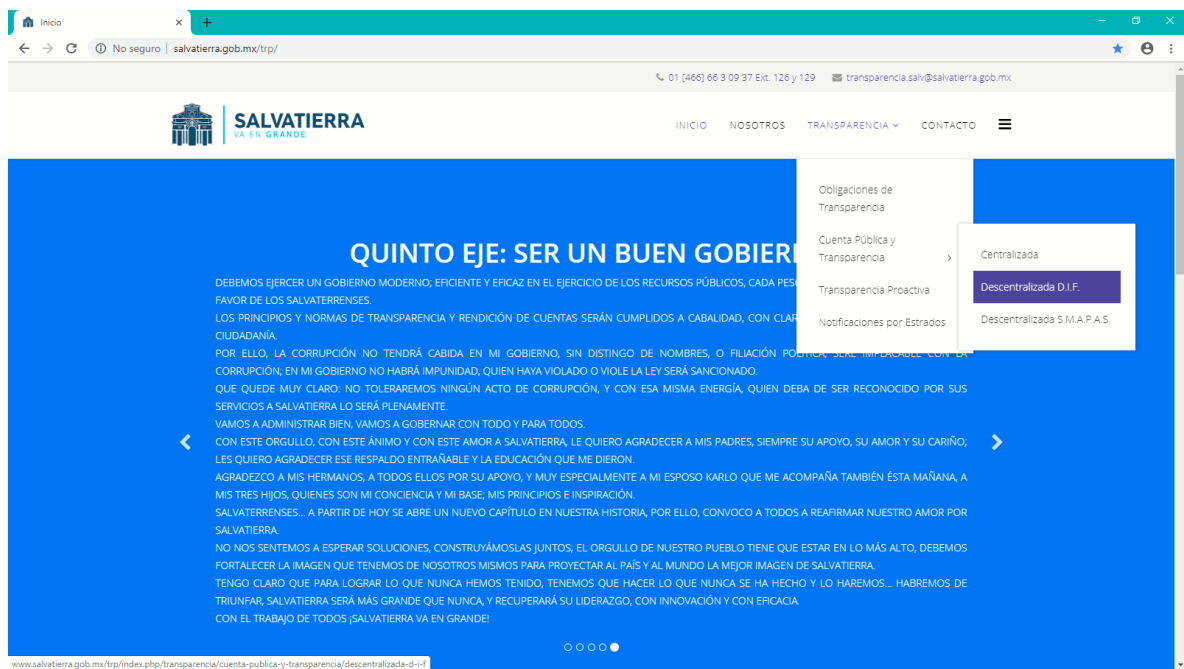 Inicio
No seguro | salvatierra.gob.mx/trp/
01 [466] 66 3 09 37 Ext. 126 y 129 transparencia.salv@salvatierra.gob.mx
SALVATIERRA
VA EN GRANDE
INICIO NOSOTROS TRANSPARENCIA CONTACTO
Obligaciones de
Transparencia
Cuenta Pública y
Transparencia
Transparencia Proactiva
Notificaciones por Estrados
Centralizada
Descentralizada D.I.F.
Descentralizada S.M.A.P.A.S.
QUINTO EJE: SER UN BUEN GOBIER
DEBEMOS EJERCER UN GOBIERNO MODERNO; EFICIENTE Y EFICAZ EN EL EJERCICIO DE LOS RECURSOS PÚBLICOS, CADA PES
FAVOR DE LOS SALVATERRENSES.
LOS PRINCIPIOS Y NORMAS DE TRANSPARENCIA Y RENDICIÓN DE CUENTAS SERÁN CUMPLIDOS A CABALIDAD, CON CLAR
CIUDADANÍA.
POR ELLO, LA CORRUPCIÓN NO TENDRÁ CABIDA EN MI GOBIERNO, SIN DISTINGO DE NOMBRES, O FILIACIÓN POLÍTICA, SERÉ IMPLACABLE CON LA
CORRUPCIÓN; EN MI GOBIERNO NO HABRÁ IMPUNIDAD, QUIEN HAYA VIOLADO O VIOLE LA LEY SERÁ SANCIONADO.
QUE QUEDE MUY CLARO: NO TOLERAREMOS NINGÚN ACTO DE CORRUPCIÓN, Y CON ESA MISMA ENERGÍA, QUIEN DEBA DE SER RECONOCIDO POR SUS
SERVICIOS A SALVATIERRA LO SERÁ PLENAMENTE.
VAMOS A ADMINISTRAR BIEN, VAMOS A GOBERNAR CON TODO Y PARA TODOS.
CON ESTE ORGULLO, CON ESTE ÁNIMO Y CON ESTE AMOR A SALVATIERRA, LE QUIERO AGRADECER A MIS PADRES, SIEMPRE SU APOYO, SU AMOR Y SU CARIÑO;
LES QUIERO AGRADECER ESE RESPALDO ENTRAÑABLE Y LA EDUCACIÓN QUE ME DIERON.
AGRADEZCO A MIS HERMANOS, A TODOS ELLOS POR SU APOYO, Y MUY ESPECIALMENTE A MI ESPOSO KARLO QUE ME ACOMPAÑA TAMBIÉN ÉSTA MAÑANA, A
MIS TRES HIJOS, QUIENES SON MI CONCIENCIA Y MI BASE; MIS PRINCIPIOS E INSPIRACIÓN.
SALVATERRENSES... A PARTIR DE HOY SE ABRE UN NUEVO CAPÍTULO EN NUESTRA HISTORIA, POR ELLO, CONVOCO A TODOS A REAFIRMAR NUESTRO AMOR POR
SALVATIERRA.
NO NOS SENTEMOS A ESPERAR SOLUCIONES, CONSTRUYÁMOSLAS JUNTOS; EL ORGULLO DE NUESTRO PUEBLO TIENE QUE ESTAR EN LO MÁS ALTO, DEBEMOS
FORTALECER LA IMAGEN QUE TENEMOS DE NOSOTROS MISMOS PARA PROYECTAR AL PAÍS Y AL MUNDO LA MEJOR IMAGEN DE SALVATIERRA.
TENGO CLARO QUE PARA LOGRAR LO QUE NUNCA HEMOS TENIDO, TENEMOS QUE HACER LO QUE NUNCA SE HA HECHO Y LO HAREMOS... HABREMOS DE
TRIUNFAR, SALVATIERRA SERÁ MÁS GRANDE QUE NUNCA, Y RECUPERARÁ SU LIDERAZGO, CON INNOVACIÓN Y CON EFICACIA.
CON EL TRABAJO DE TODOS ¡SALVATIERRA VA EN GRANDE!
www.salvatierra.gob.mx/trp/index.php/transparencia/cuenta-publica-y-transparencia/descentralizada-d-i-f